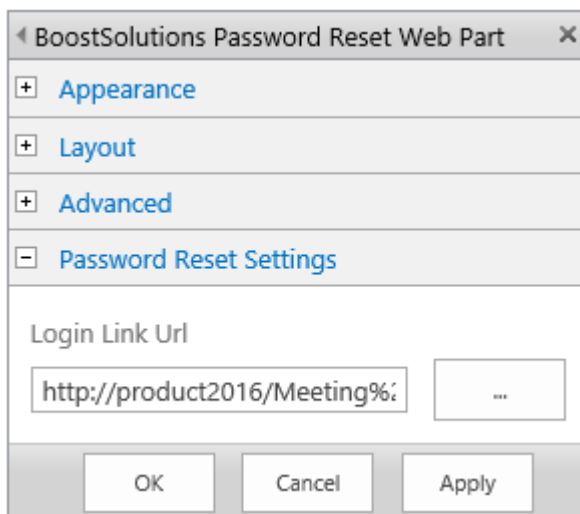 BoostSolutions Password Reset Web Part
Appearance
Layout
Advanced
Password Reset Settings
Login Link Url
http://product2016/Meeting%2 ...
OK Cancel Apply